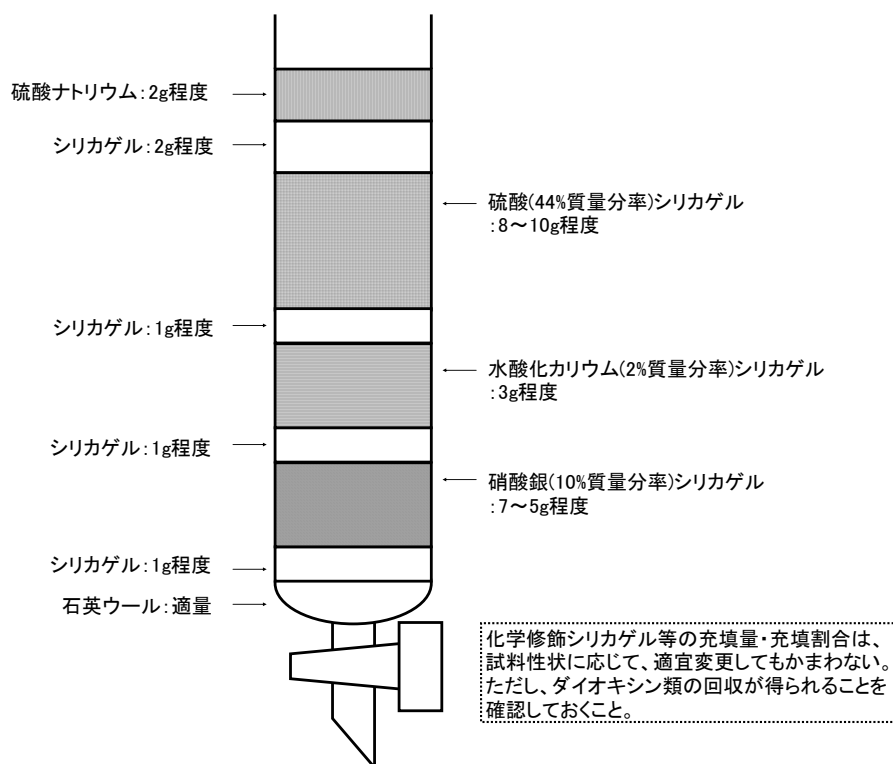 硫酸ナトリウム：2g程度
シリカゲル：2g程度
硫酸(44%質量分率)シリカゲル
：8～10g程度
シリカゲル：1g程度
水酸化カリウム(2%質量分率)シリカゲル
：3g程度
シリカゲル：1g程度
硝酸銀(10%質量分率)シリカゲル
：7～5g程度
シリカゲル：1g程度
石英ウール：適量
化学修飾シリカゲル等の充填量・充填割合は、
試料性状に応じて、適宜変更してもかまわない。
ただし、ダイオキシン類の回収が得られることを
確認しておくこと。